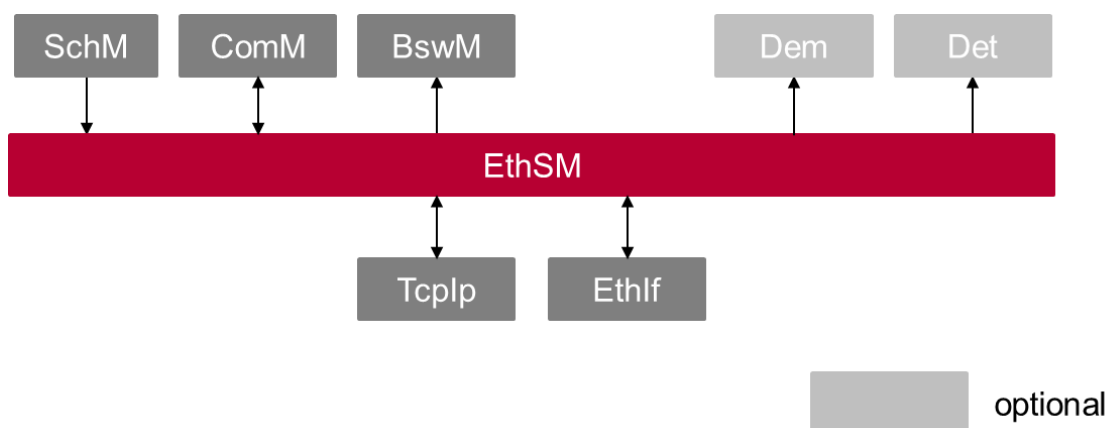 SchM
ComM
BswM
Dem
Det
EthSM
TcpIp
EthIf
optional